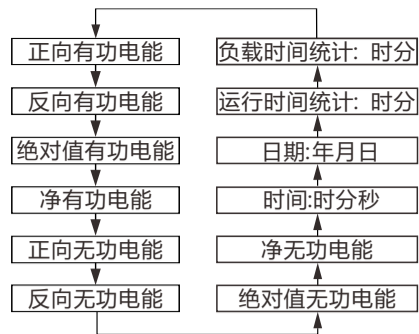 正向有功电能
反向有功电能
绝对值有功电能
净有功电能
正向无功电能
反向无功电能
绝对值无功电能
净无功电能
时间:时分秒
日期:年月日
运行时间统计: 时分
负载时间统计: 时分